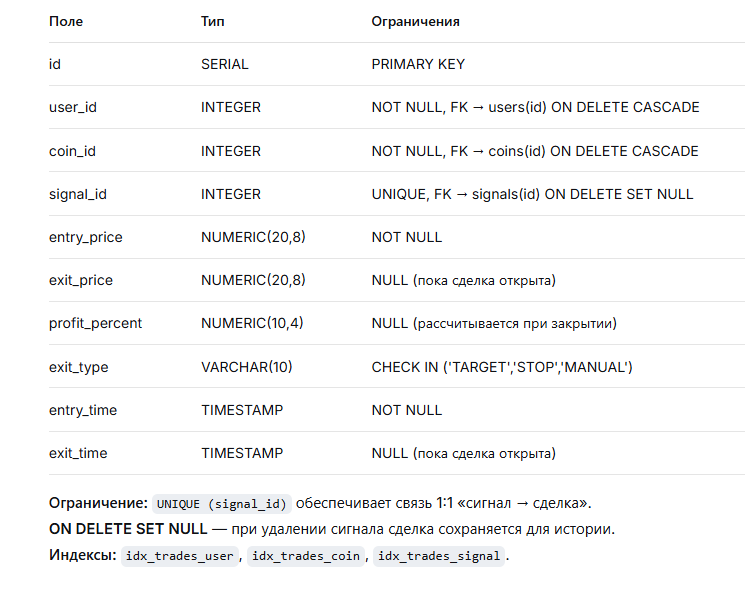 Поле Тип Ограничения
id SERIAL PRIMARY KEY
user_id INTEGER NOT NULL, FK → users(id) ON DELETE CASCADE
coin_id INTEGER NOT NULL, FK → coins(id) ON DELETE CASCADE
signal_id INTEGER UNIQUE, FK → signals(id) ON DELETE SET NULL
entry_price NUMERIC(20,8) NOT NULL
exit_price NUMERIC(20,8) NULL (пока сделка открыта)
profit_percent NUMERIC(10,4) NULL (рассчитывается при закрытии)
exit_type VARCHAR(10) CHECK IN ('TARGET','STOP','MANUAL')
entry_time TIMESTAMP NOT NULL
exit_time TIMESTAMP NULL (пока сделка открыта)
Ограничение: UNIQUE (signal_id) обеспечивает связь 1:1 «сигнал → сделка».
ON DELETE SET NULL — при удалении сигнала сделка сохраняется для истории.
Индексы: idx_trades_user, idx_trades_coin, idx_trades_signal.